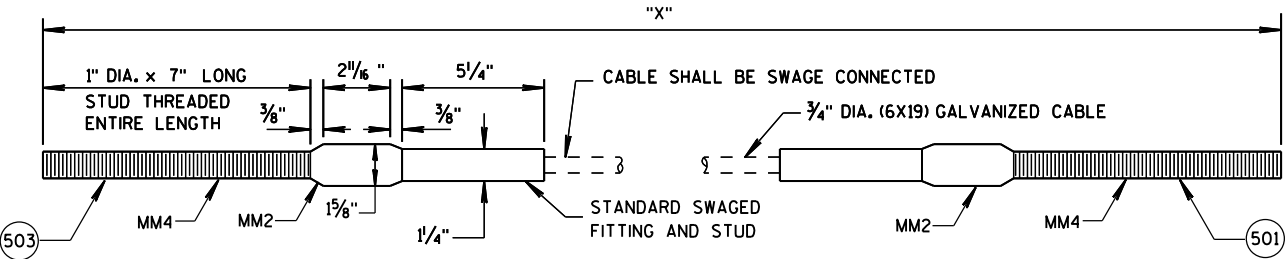 "X"
1" DIA. x 7" LONG
STUD THREADED
ENTIRE LENGTH
3/8"
2 11/16 "
3/8"
5 1/4"
CABLE SHALL BE SWAGE CONNECTED
3/4" DIA. (6X19) GALVANIZED CABLE
503
MM4
MM2
1 5/8"
1 1/4"
STANDARD SWAGED
FITTING AND STUD
MM2
MM4
501